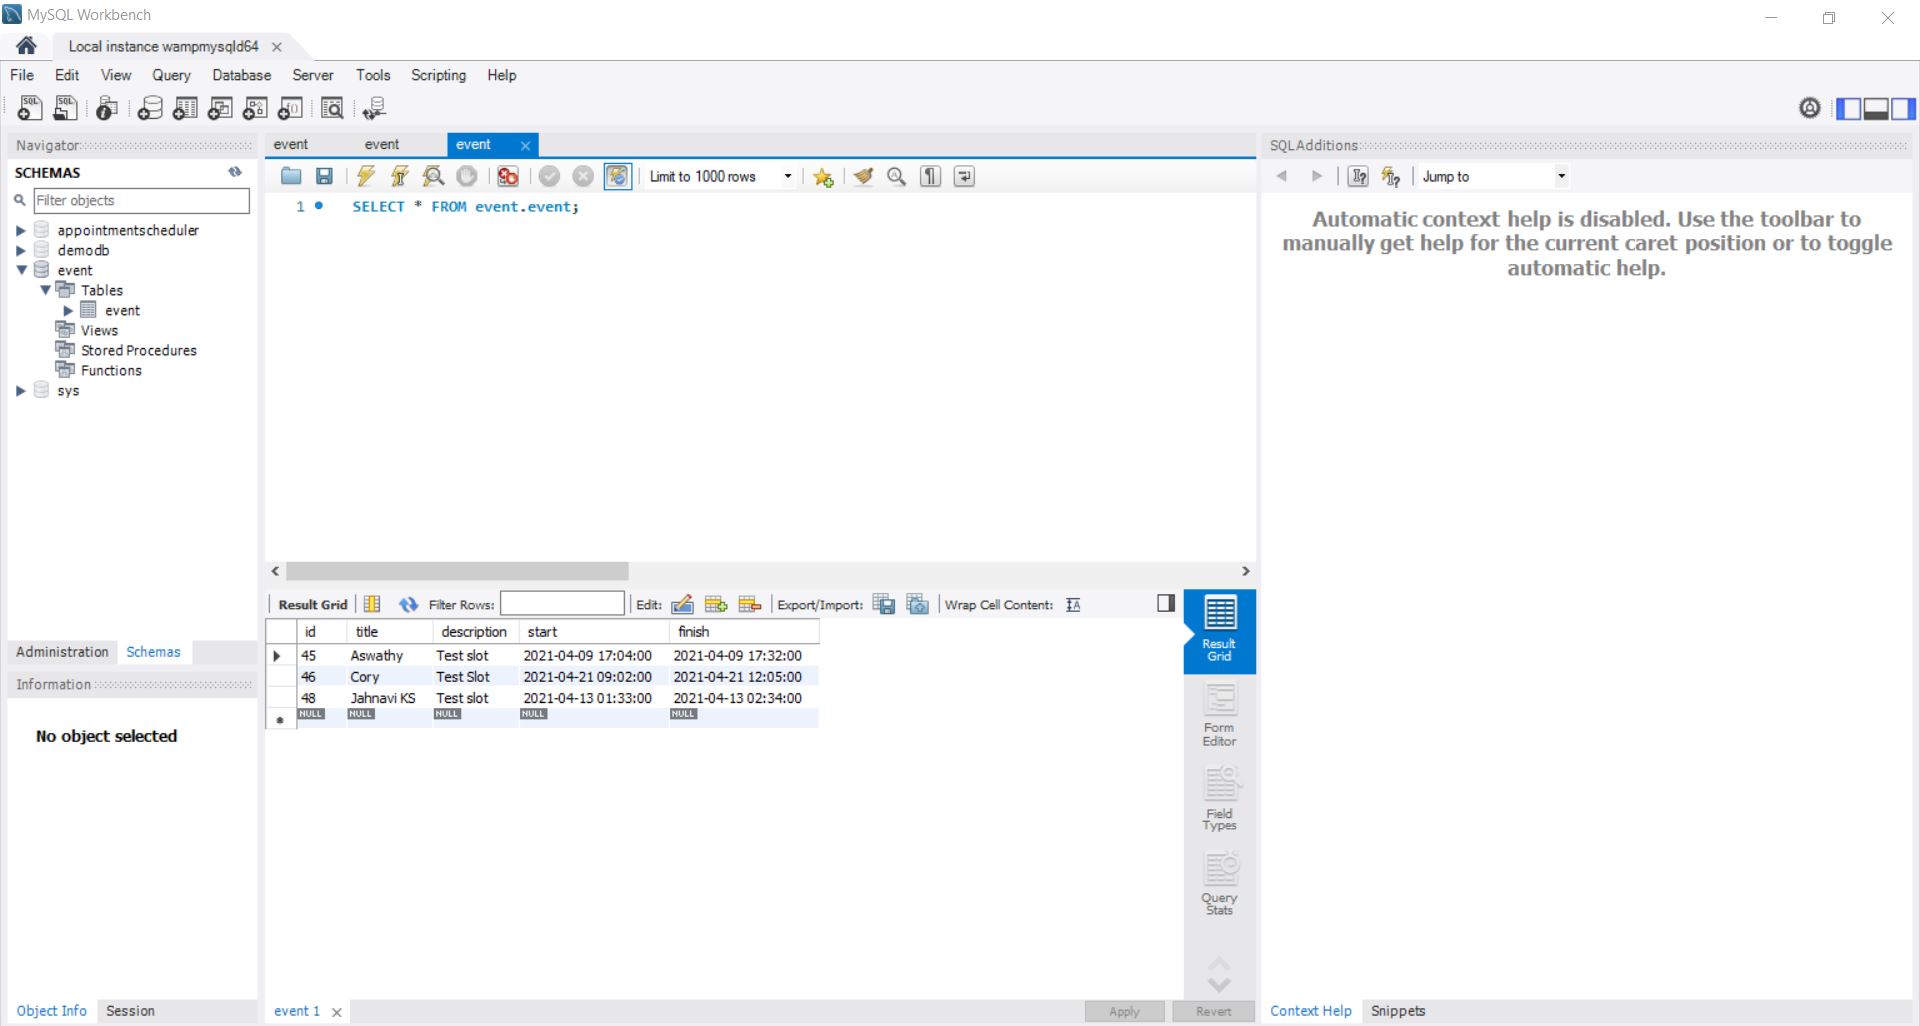 MySQL Workbench
Local instance wampmysqld64
File Edit View Query Database Server Tools Scripting Help
Navigator
SCHEMAS
Filter objects
appointmentscheduler
demodb
event
Tables
event
Views
Stored Procedures
Functions
sys
Administration Schemas
Information
No object selected
Object Info Session
event event event
Limit to 1000 rows
1 SELECT * FROM event.event;
Result Grid Filter Rows: Edit: Export/Import: Wrap Cell Content:
id title description start finish
45 Aswathy Test slot 2021-04-09 17:04:00 2021-04-09 17:32:00
46 Cory Test Slot 2021-04-21 09:02:00 2021-04-21 12:05:00
48 Jahnavi KS Test slot 2021-04-13 01:33:00 2021-04-13 02:34:00
NULL NULL NULL NULL NULL
Result
Grid
Form
Editor
Field
Types
Query
Stats
event 1
Apply Revert
SQLAdditions
Jump to
Automatic context help is disabled. Use the toolbar to
manually get help for the current caret position or to toggle
automatic help.
Context Help Snippets